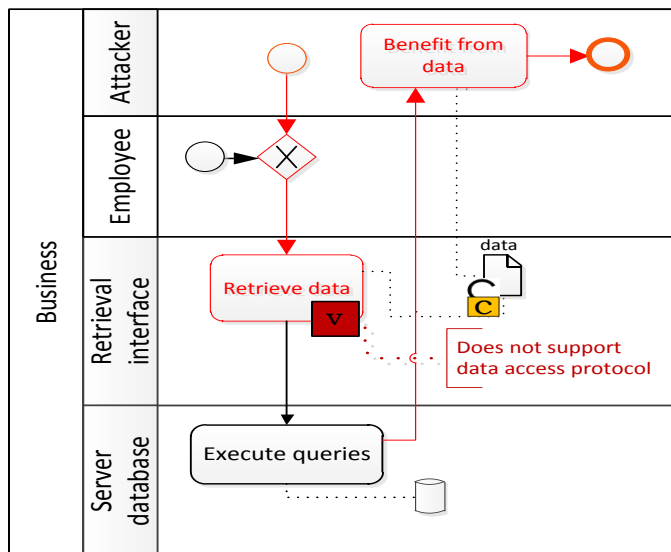 Business
Attacker
Employee
Retrieval
interface
Server
database
Benefit from
data
X
data
C
C
Retrieve data
V
Does not support
data access protocol
Execute queries